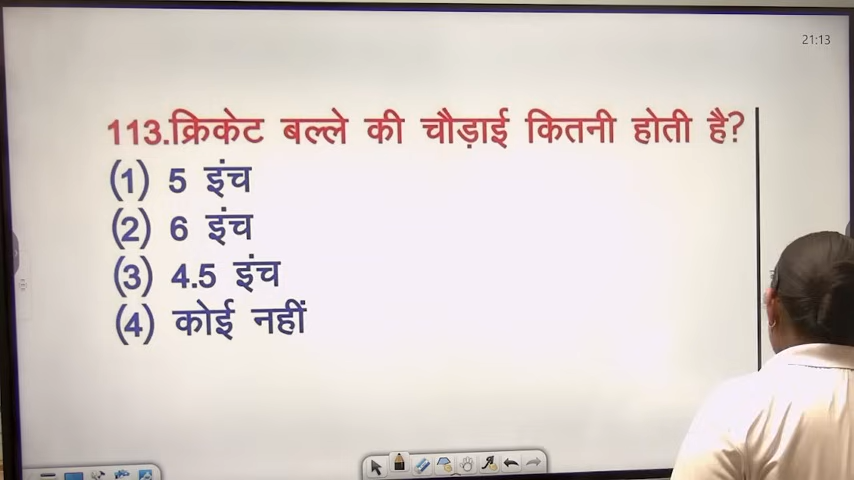 21:13
113.क्रिकेट बल्ले की चौड़ाई कितनी होती है?
(1) 5 इंच
(2) 6 इंच
(3) 4.5 इंच
(4) कोई नहीं